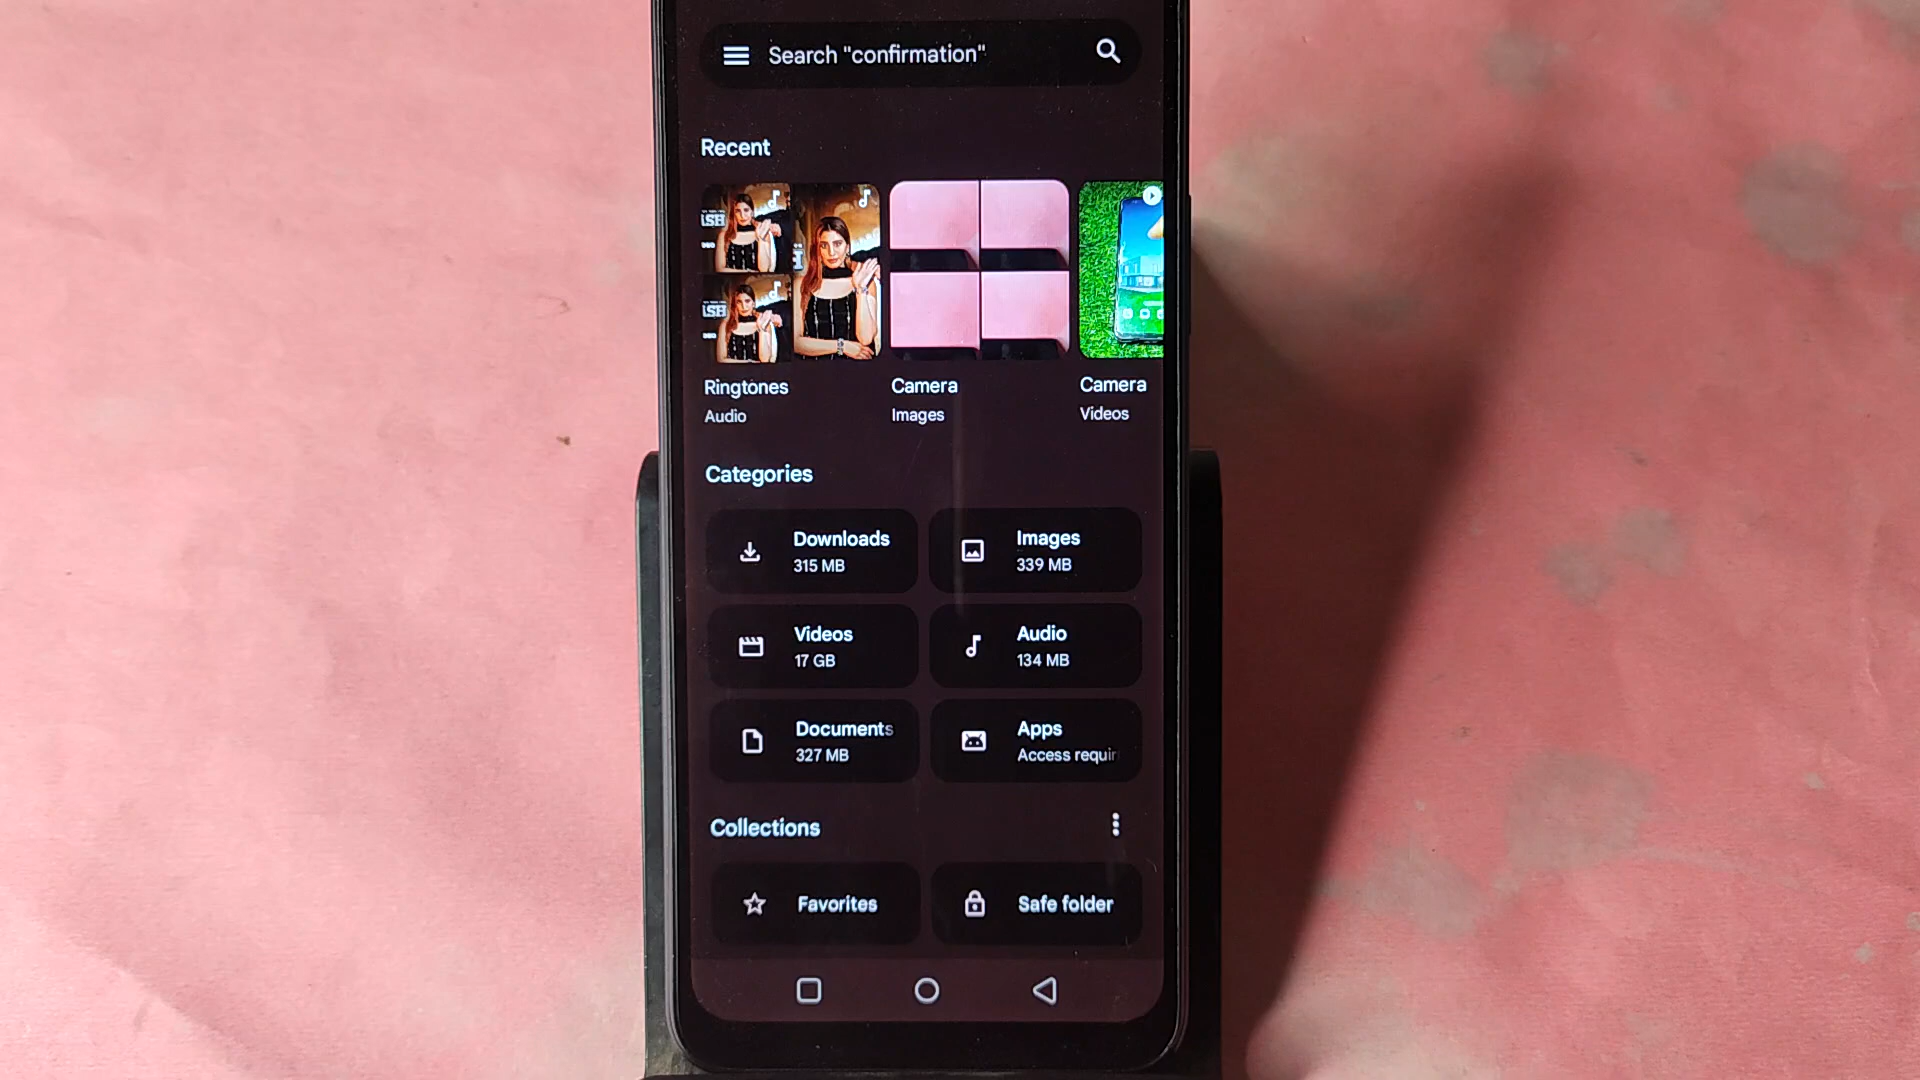 Search "confirmation"
Recent
Ringtones
Audio
Camera
Images
Camera
Videos
Categories
Downloads
315 MB
Images
339 MB
Videos
17 GB
Audio
134 MB
Documents
327 MB
Apps
Access requir
Collections
Favorites
Safe folder